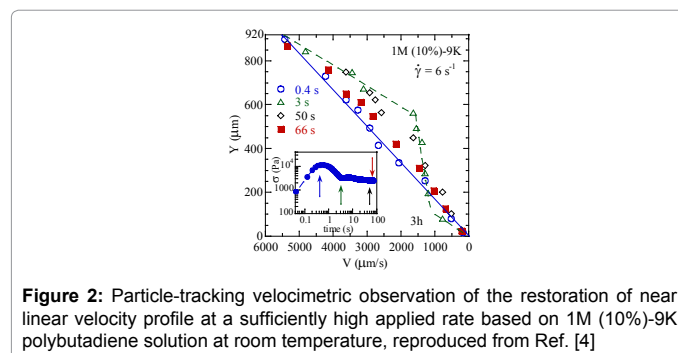 920
800
600
400
200
0
Y (μm)
1M (10%)-9K
γ̇ = 6 s⁻¹
0.4 s
3 s
50 s
66 s
σ (Pa)
10⁴
1000
100
0.1 1 10 100
time (s)
3h
6000 5000 4000 3000 2000 1000 0
V (μm/s)
Figure 2: Particle-tracking velocimetric observation of the restoration of near
linear velocity profile at a sufficiently high applied rate based on 1M (10%)-9K
polybutadiene solution at room temperature, reproduced from Ref. [4]